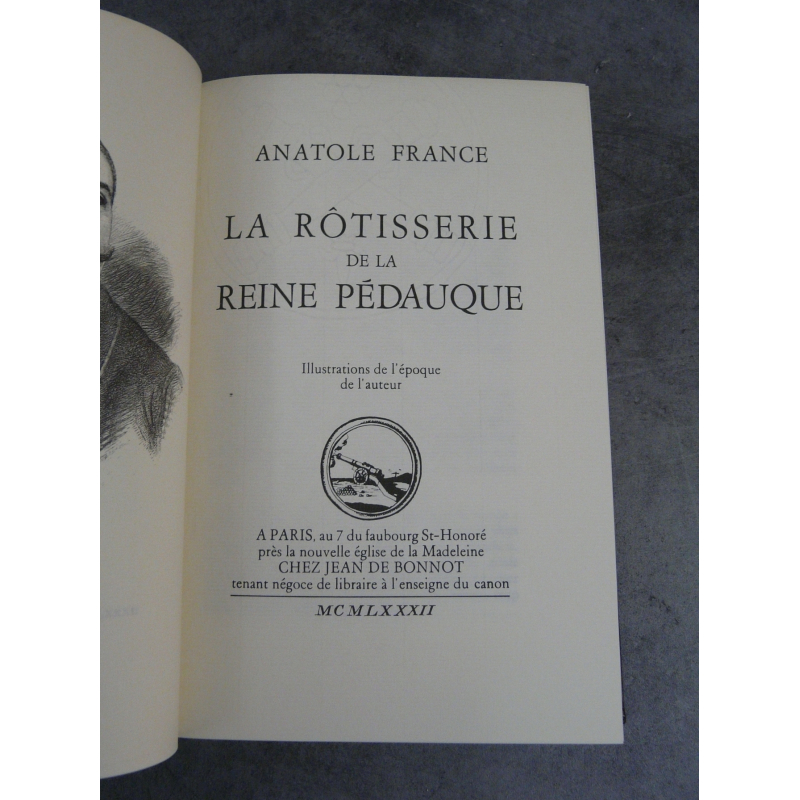 ANATOLE FRANCE
LA RÔTISSERIE
DE LA
REINE PÉDAUQUE
Illustrations de l'époque
de l'auteur
A PARIS, au 7 du faubourg St-Honoré
près la nouvelle église de la Madeleine
CHEZ JEAN DE BONNOT
tenant négoce de libraire à l'enseigne du canon
MCMLXXXII